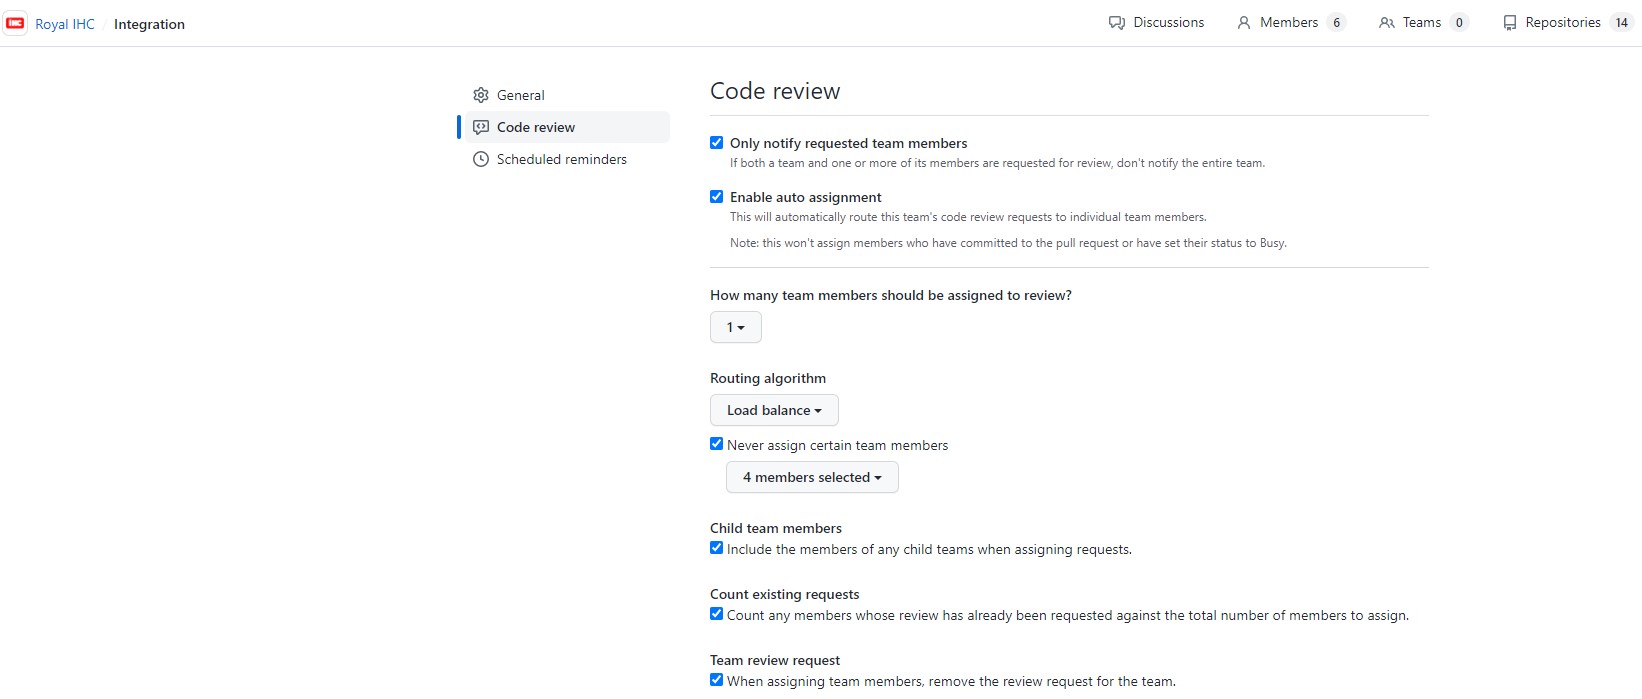 IHC Royal IHC / Integration Discussions Members 6 Teams 0 Repositories 14
General
Code review
Scheduled reminders
Code review
Only notify requested team members
If both a team and one or more of its members are requested for review, don't notify the entire team.
Enable auto assignment
This will automatically route this team's code review requests to individual team members.
Note: this won't assign members who have committed to the pull request or have set their status to Busy.
How many team members should be assigned to review?
1
Routing algorithm
Load balance
Never assign certain team members
4 members selected
Child team members
Include the members of any child teams when assigning requests.
Count existing requests
Count any members whose review has already been requested against the total number of members to assign.
Team review request
When assigning team members, remove the review request for the team.